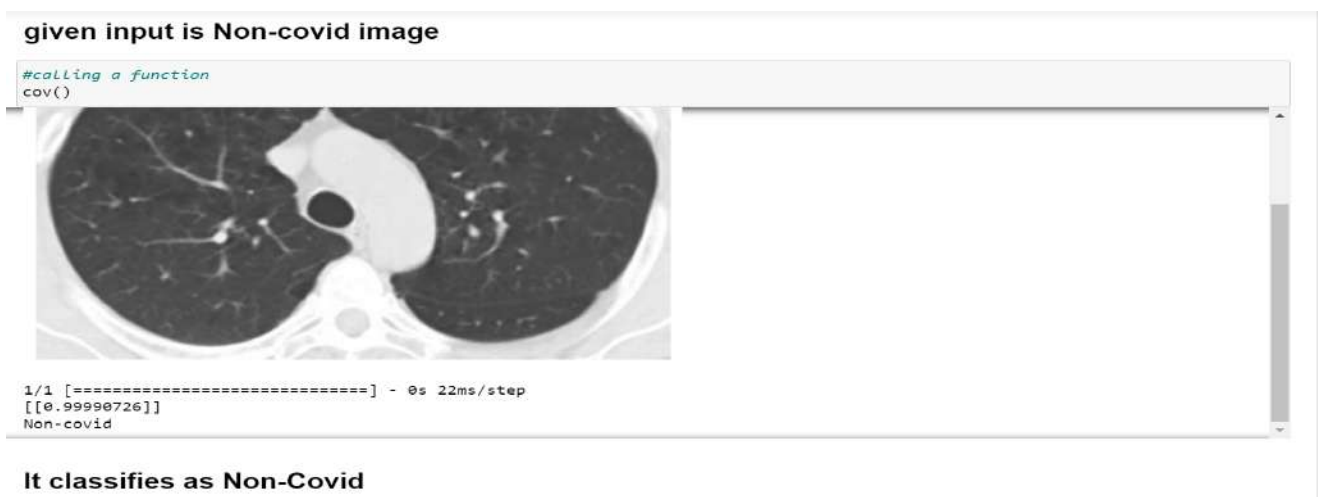 given input is Non-covid image
#calling a function
cov()
1/1 [==============================] - 0s 22ms/step
[[0.99990726]]
Non-covid
It classifies as Non-Covid